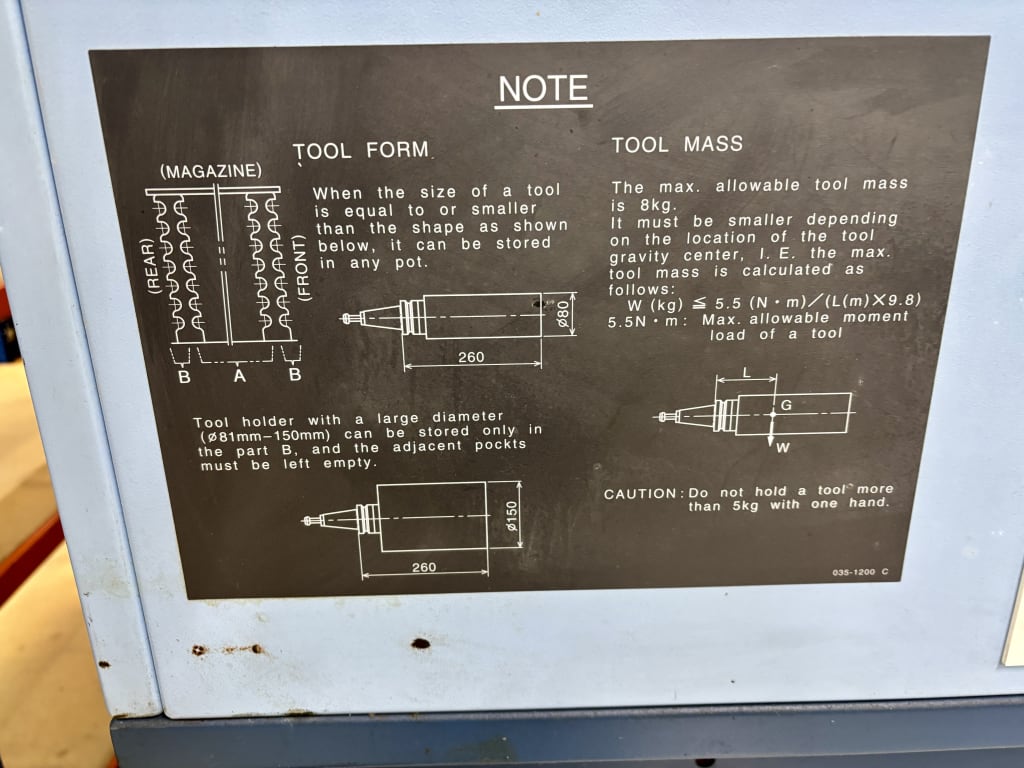 NOTE
TOOL FORM
(MAGAZINE)
(REAR)
(FRONT)
B A B
When the size of a tool
is equal to or smaller
than the shape as shown
below, it can be stored
in any pot.
ø80
260
Tool holder with a large diameter
(ø81mm-150mm) can be stored only in
the part B, and the adjacent pockts
must be left empty.
ø150
260
TOOL MASS
The max. allowable tool mass
is 8kg.
It must be smaller depending
on the location of the tool
gravity center, I. E. the max.
tool mass is calculated as
follows:
W (kg) ≦ 5.5 (N・m)/(L(m)×9.8)
5.5N・m: Max. allowable moment
load of a tool
L
G
W
CAUTION: Do not hold a tool more
than 5kg with one hand.
035-1200 C